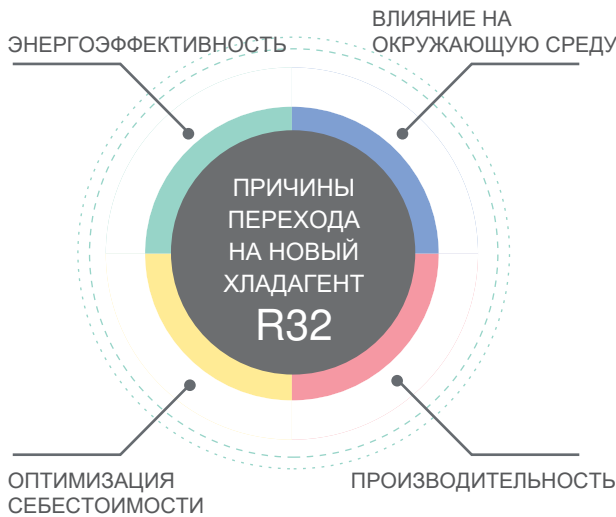 ЭНЕРГОЭФФЕКТИВНОСТЬ
ВЛИЯНИЕ НА
ОКРУЖАЮЩУЮ СРЕДУ
ПРИЧИНЫ
ПЕРЕХОДА
НА НОВЫЙ
ХЛАДАГЕНТ
R32
ОПТИМИЗАЦИЯ
СЕБЕСТОИМОСТИ
ПРОИЗВОДИТЕЛЬНОСТЬ